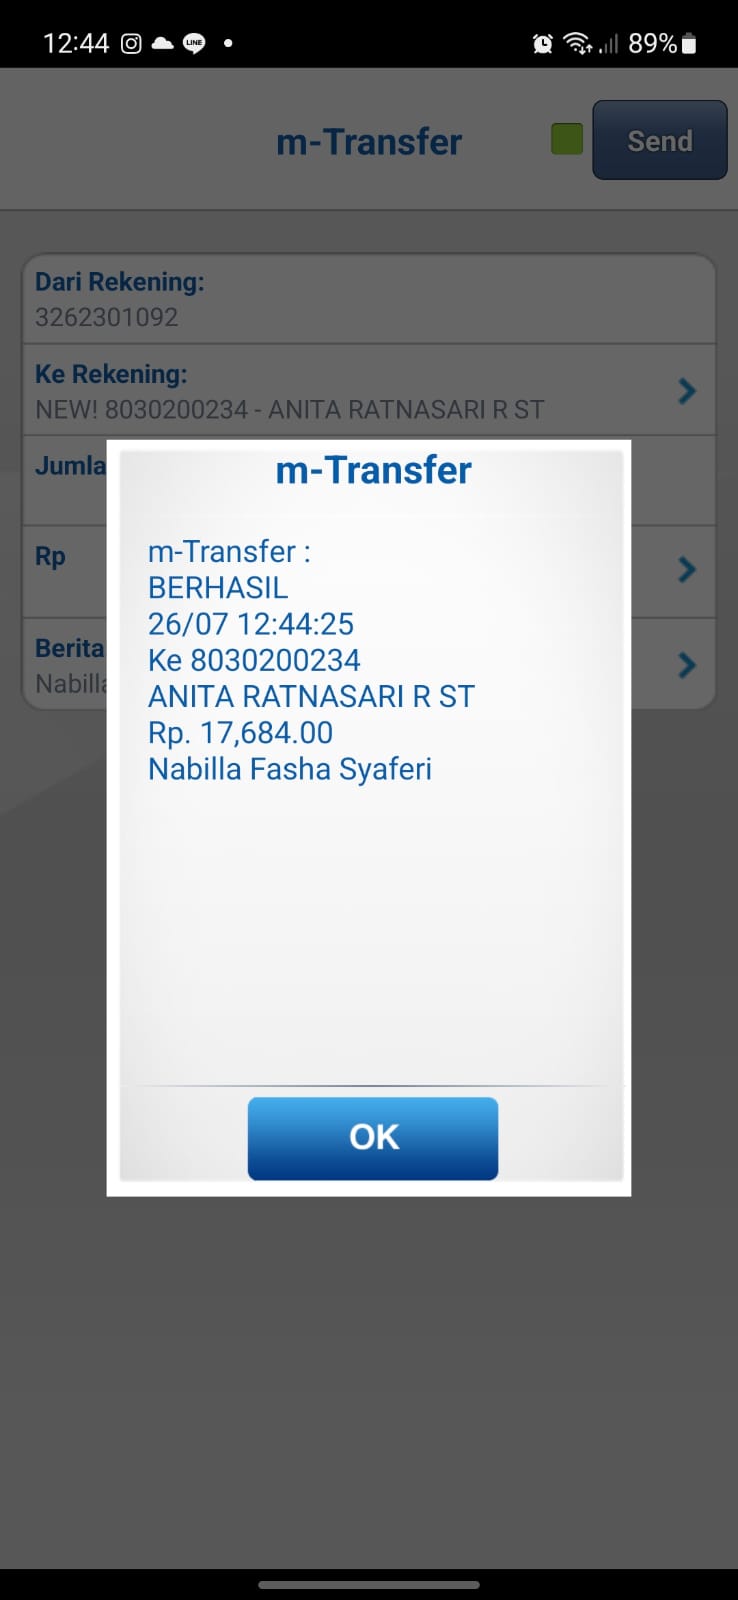 12:44
LINE
89%
m-Transfer
Send
Dari Rekening:
3262301092
Ke Rekening:
NEW! 8030200234 - ANITA RATNASARI R ST
Jumla
Rp
Berita
Nabilla
m-Transfer
m-Transfer :
BERHASIL
26/07 12:44:25
Ke 8030200234
ANITA RATNASARI R ST
Rp. 17,684.00
Nabilla Fasha Syaferi
OK